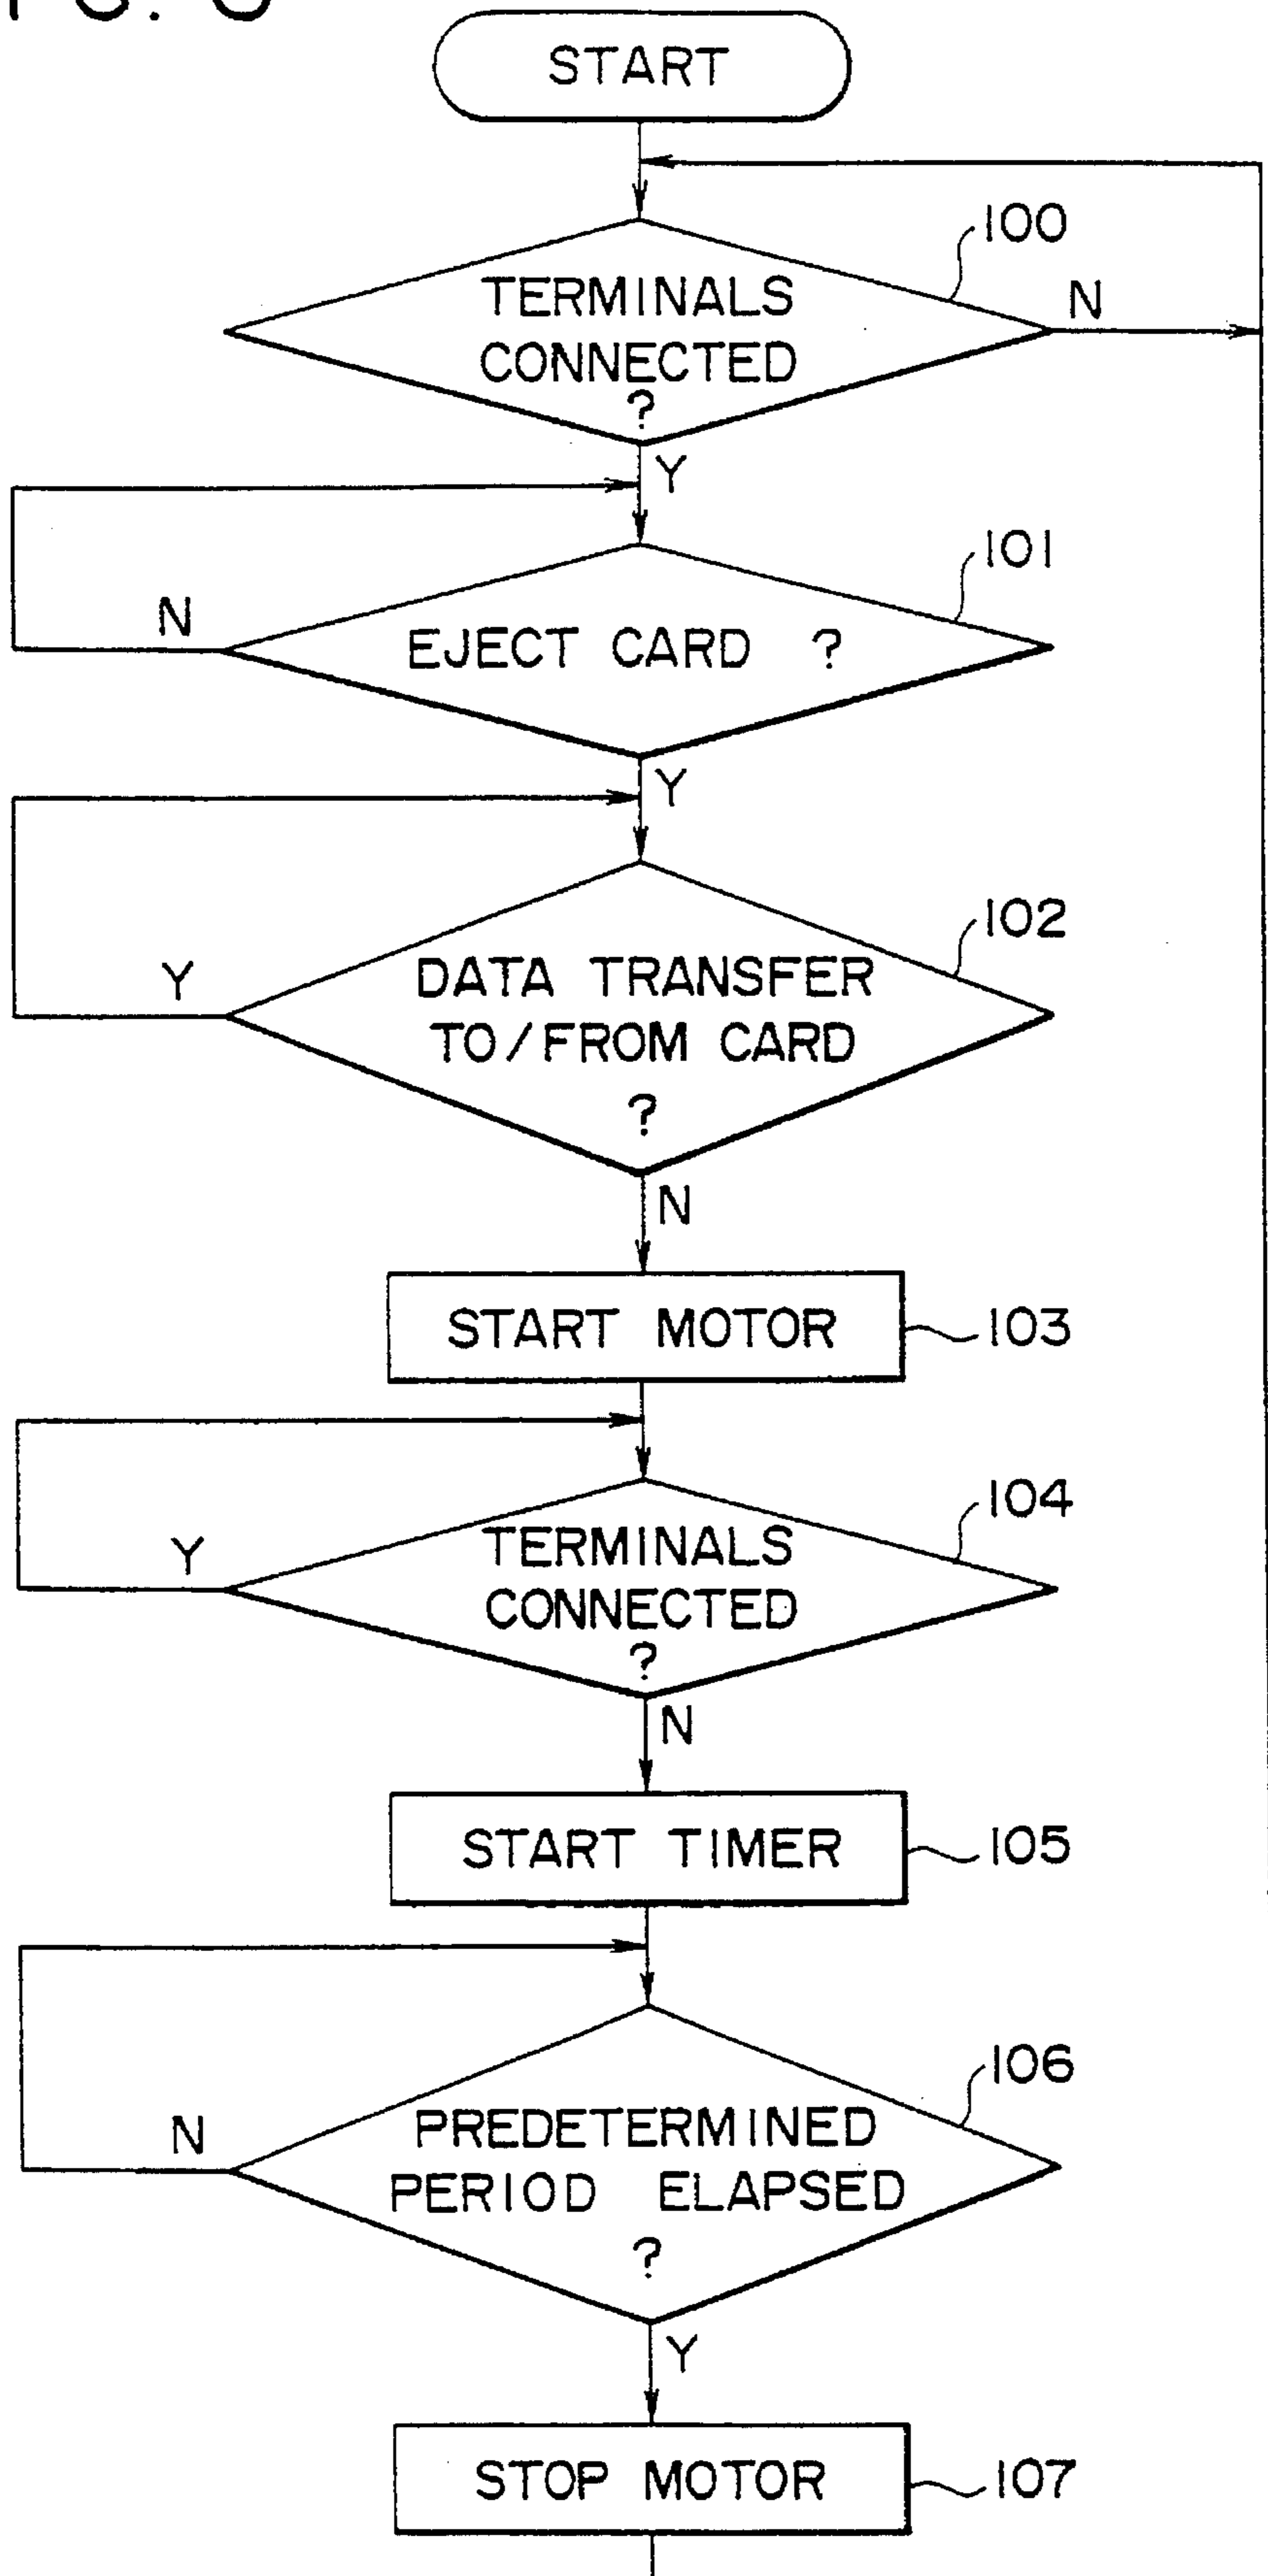 START
100
TERMINALS
CONNECTED
?
N
Y
101
EJECT CARD ?
N
Y
102
DATA TRANSFER
TO/FROM CARD
?
Y
N
START MOTOR
103
104
TERMINALS
CONNECTED
?
Y
N
START TIMER
105
106
PREDETERMINED
PERIOD ELAPSED
?
N
Y
STOP MOTOR
107